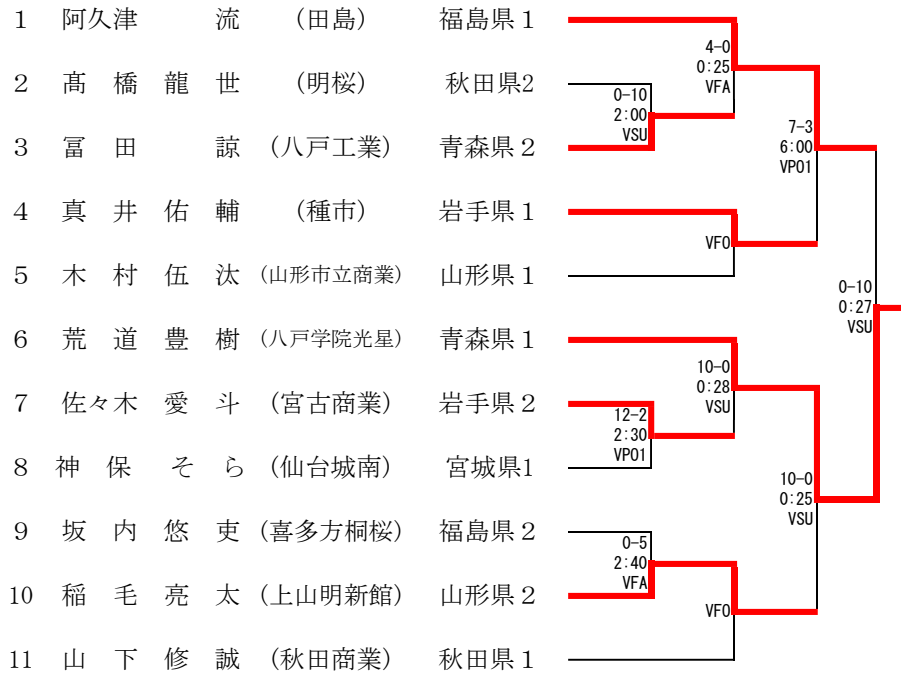 1 阿久津 流 (田島) 福島県１
4-0
0:25
VFA
2 髙橋龍世 (明桜) 秋田県2
0-10
2:00
VSU
3 冨田 諒 (八戸工業) 青森県２
7-3
6:00
VPO1
4 真井佑輔 (種市) 岩手県１
VFO
5 木村伍汰 (山形市立商業) 山形県１
0-10
0:27
VSU
6 荒道豊樹 (八戸学院光星) 青森県１
10-0
0:28
VSU
7 佐々木愛斗 (宮古商業) 岩手県２
12-2
2:30
VPO1
8 神保そら (仙台城南) 宮城県1
10-0
0:25
VSU
9 坂内悠吏 (喜多方桐桜) 福島県２
0-5
2:40
VFA
10 稲毛亮太 (上山明新館) 山形県２
VFO
11 山下修誠 (秋田商業) 秋田県１